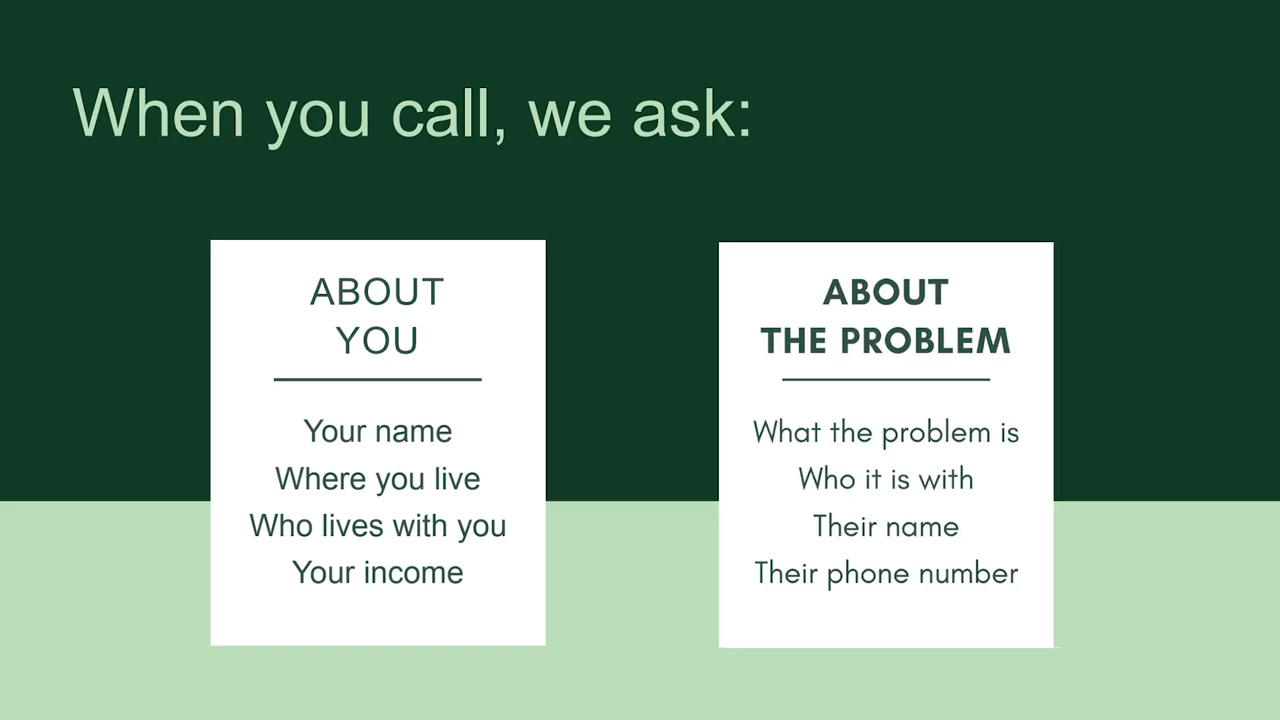 When you call, we ask:
ABOUT
YOU
Your name
Where you live
Who lives with you
Your income
ABOUT
THE PROBLEM
What the problem is
Who it is with
Their name
Their phone number